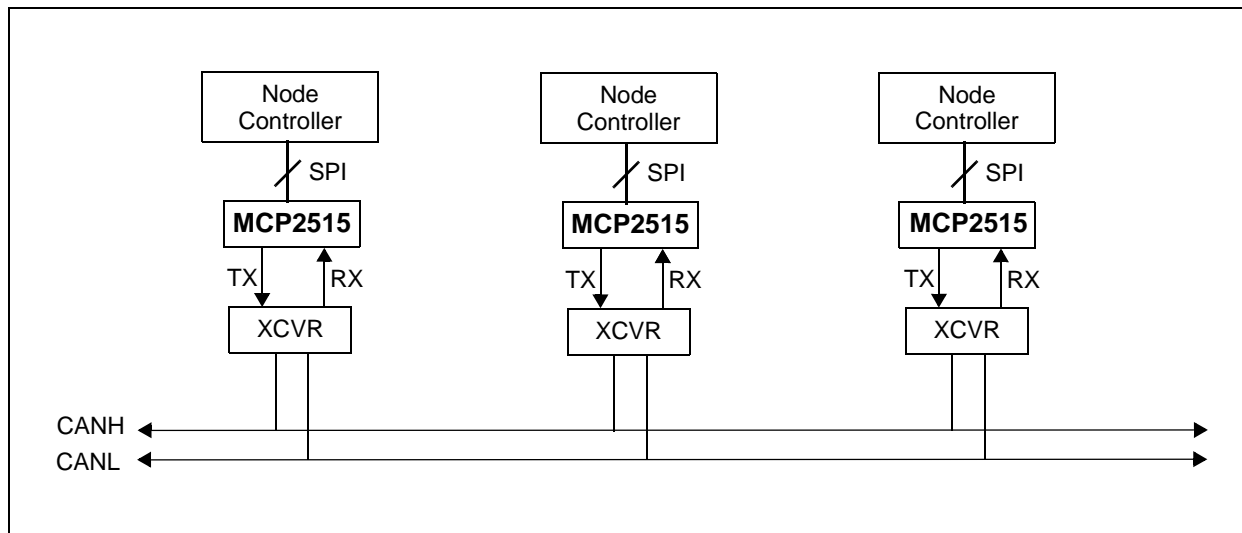 Node
Controller
Node
Controller
Node
Controller
SPI
SPI
SPI
MCP2515
MCP2515
MCP2515
TX
RX
TX
RX
TX
RX
XCVR
XCVR
XCVR
CANH
CANL